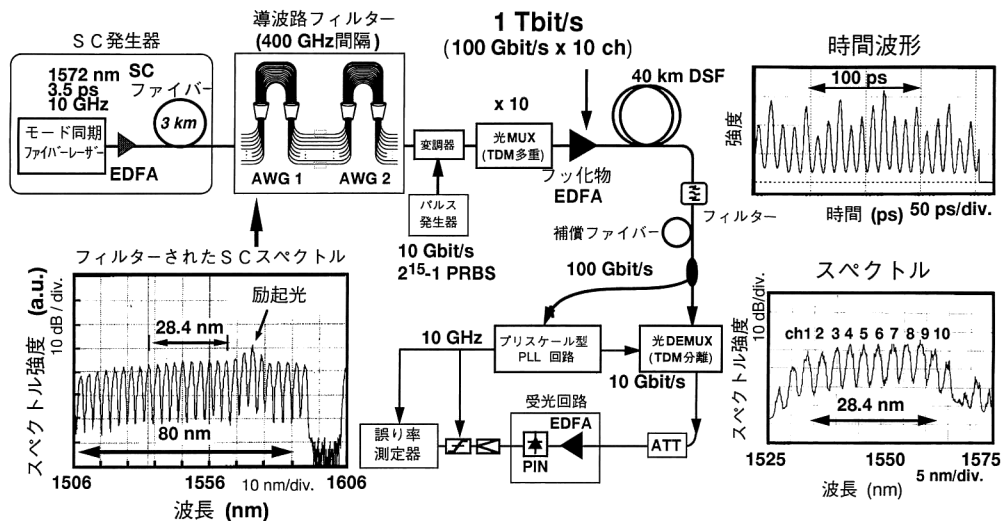 ＳＣ発生器
1572 nm SC
3.5 ps ファイバー
10 GHz
3 km
モード同期
ファイバーレーザー
EDFA
導波路フィルター
(400 GHz間隔)
AWG 1
AWG 2
1 Tbit/s
(100 Gbit/s x 10 ch)
40 km DSF
x 10
変調器
光MUX
(TDM多重)
フッ化物
EDFA
パルス
発生器
10 Gbit/s
2¹⁵-1 PRBS
フィルター
補償ファイバー
100 Gbit/s
時間波形
100 ps
強度
時間 (ps) 50 ps/div.
フィルターされたＳＣスペクトル
励起光
28.4 nm
80 nm
スペクトル強度 (a.u.)
10 dB / div.
1506
1556
10 nm/div.
1606
波長 (nm)
10 GHz
プリスケール型
PLL 回路
光DEMUX
(TDM分離)
10 Gbit/s
受光回路
EDFA
PIN
ATT
誤り率
測定器
スペクトル
スペクトル強度
10 dB/div.
ch1 2 3 4 5 6 7 8 9 10
28.4 nm
1525
1550
1575
5 nm/div.
波長 (nm)